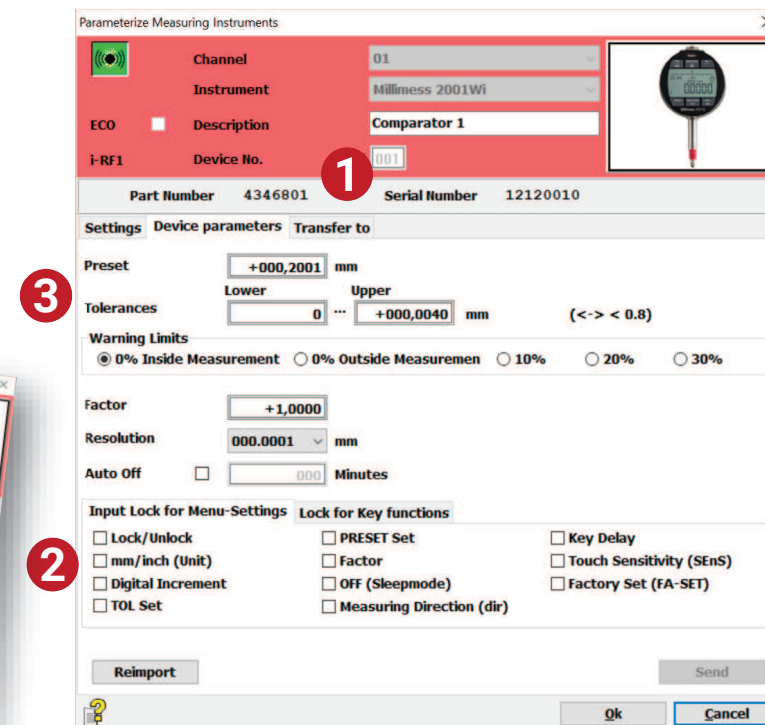 Parameterize Measuring Instruments
Channel 01
Instrument Millimess 2001Wi
ECO Description Comparator 1
i-RF1 Device No. 001
1
Part Number 4346801 Serial Number 12120010
Settings Device parameters Transfer to
Preset +000,2001 mm
3
Lower Upper
Tolerances 0 ... +000,0040 mm (<-> < 0.8)
Warning Limits
0% Inside Measurement 0% Outside Measuremen 10% 20% 30%
Factor +1,0000
Resolution 000.0001 mm
Auto Off 000 Minutes
Input Lock for Menu-Settings Lock for Key functions
Lock/Unlock PRESET Set Key Delay
2
mm/inch (Unit) Factor Touch Sensitivity (SEnS)
Digital Increment OFF (Sleepmode) Factory Set (FA-SET)
TOL Set Measuring Direction (dir)
Reimport Send
Ok Cancel